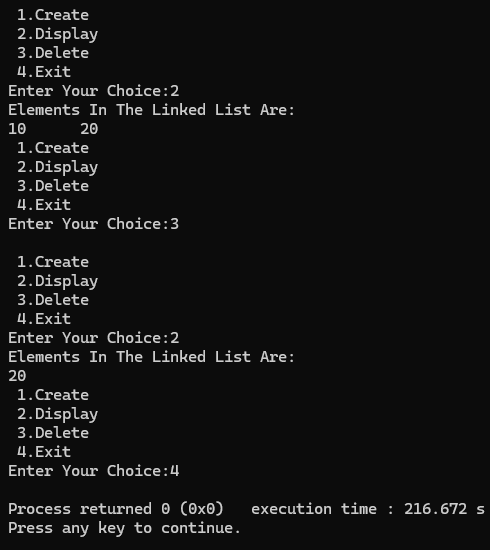 1.Create
2.Display
3.Delete
4.Exit
Enter Your Choice:2
Elements In The Linked List Are:
10      20
1.Create
2.Display
3.Delete
4.Exit
Enter Your Choice:3
1.Create
2.Display
3.Delete
4.Exit
Enter Your Choice:2
Elements In The Linked List Are:
20
1.Create
2.Display
3.Delete
4.Exit
Enter Your Choice:4
Process returned 0 (0x0)   execution time : 216.672 s
Press any key to continue.